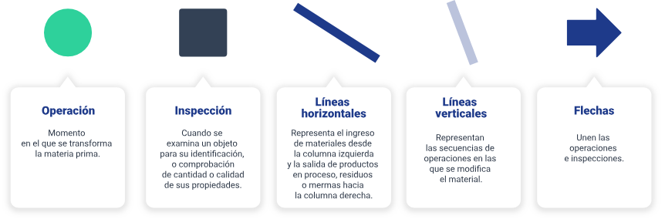 Operación
Momento
en el que se transforma
la materia prima.
Inspección
Cuando se
examina un objeto
para su identificación,
o comprobación
de cantidad o calidad
de sus propiedades.
Líneas
horizontales
Representa el ingreso
de materiales desde
la columna izquierda
y la salida de productos
en proceso, residuos
o mermas hacia
la columna derecha.
Líneas
verticales
Representan
las secuencias de
operaciones en las
que se modifica
el material.
Flechas
Unen las
operaciones
e inspecciones.